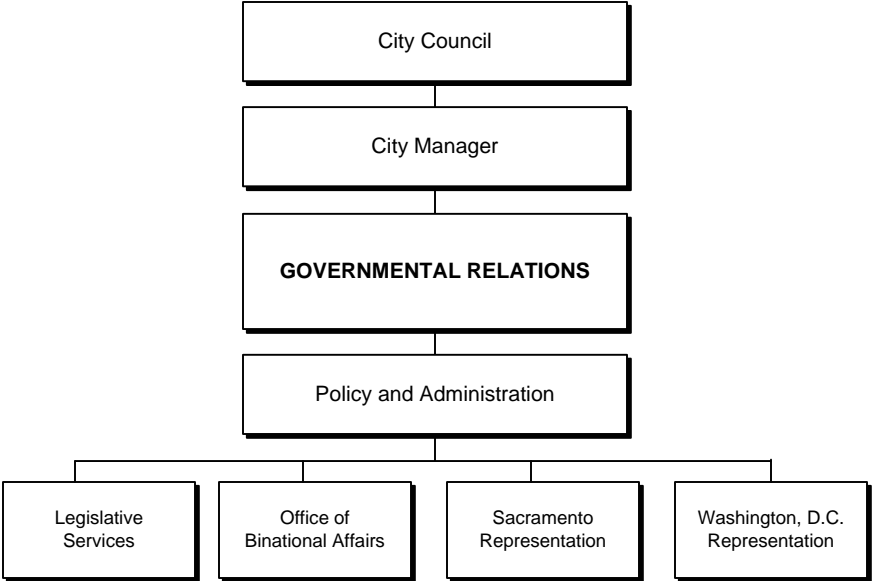 City Council
City Manager
GOVERNMENTAL RELATIONS
Policy and Administration
Legislative
Services
Office of
Binational Affairs
Sacramento
Representation
Washington, D.C.
Representation